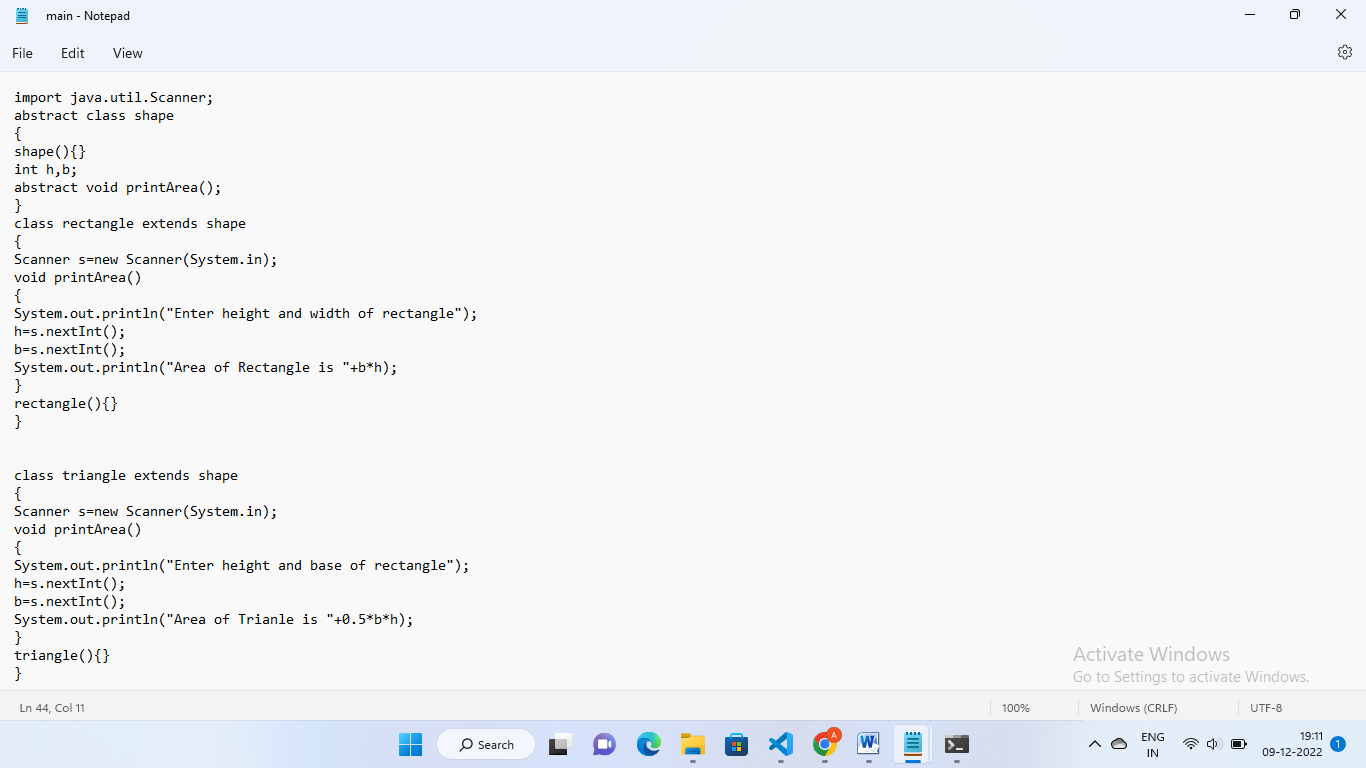 main - Notepad
File Edit View
import java.util.Scanner;
abstract class shape
{
shape(){}
int h,b;
abstract void printArea();
}
class rectangle extends shape
{
Scanner s=new Scanner(System.in);
void printArea()
{
System.out.println("Enter height and width of rectangle");
h=s.nextInt();
b=s.nextInt();
System.out.println("Area of Rectangle is "+b*h);
}
rectangle(){}
}
class triangle extends shape
{
Scanner s=new Scanner(System.in);
void printArea()
{
System.out.println("Enter height and base of rectangle");
h=s.nextInt();
b=s.nextInt();
System.out.println("Area of Trianle is "+0.5*b*h);
}
triangle(){}
}
Activate Windows
Go to Settings to activate Windows.
Ln 44, Col 11 100% Windows (CRLF) UTF-8
Search A W ENG 19:11
IN 09-12-2022 1